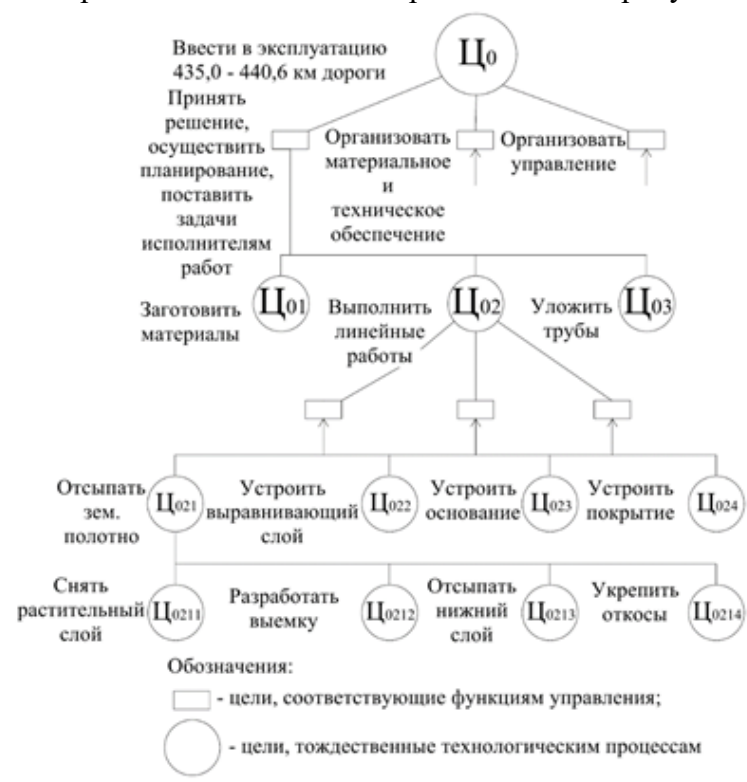 Ввести в эксплуатацию
435,0 - 440,6 км дороги
Ц0
Принять
решение,
осуществить
планирование,
поставить
задачи
исполнителям
работ
Организовать
материальное
и
техническое
обеспечение
Организовать
управление
Заготовить
материалы
Ц01
Выполнить
линейные
работы
Ц02
Уложить
трубы
Ц03
Отсыпать
зем.
полотно
Ц021
Устроить
выравнивающий
слой
Ц022
Устроить
основание
Ц023
Устроить
покрытие
Ц024
Снять
растительный
слой
Ц0211
Разработать
выемку
Ц0212
Отсыпать
нижний
слой
Ц0213
Укрепить
откосы
Ц0214
Обозначения:
- цели, соответствующие функциям управления;
- цели, тождественные технологическим процессам